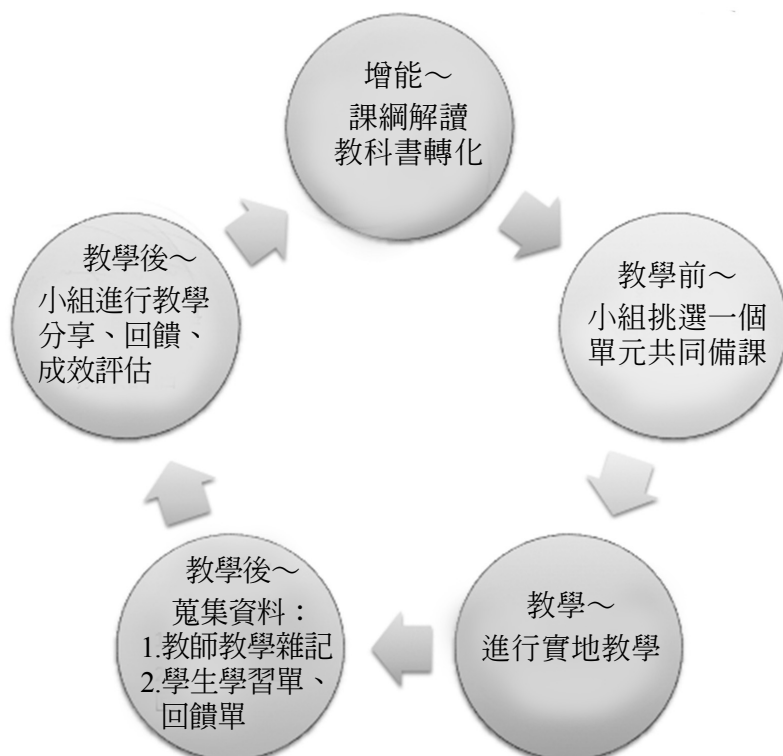 增能～
課綱解讀
教科書轉化
教學前～
小組挑選一個
單元共同備課
教學～
進行實地教學
教學後～
蒐集資料：
1.教師教學雜記
2.學生學習單、
回饋單
教學後～
小組進行教學
分享、回饋、
成效評估